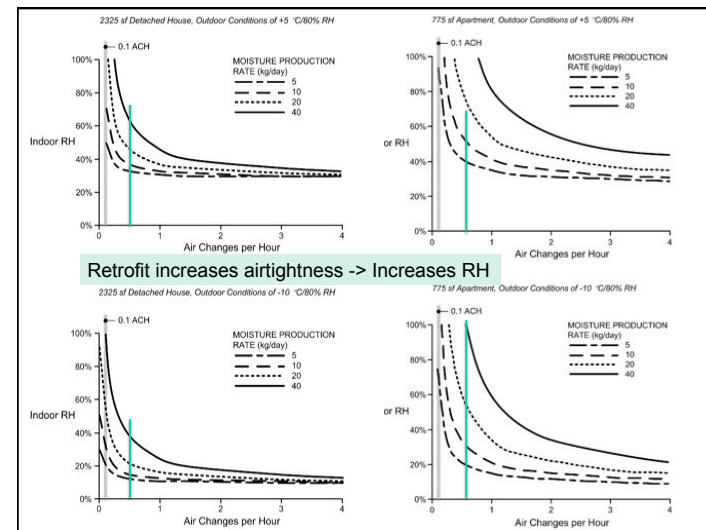 2325 sf Detached House, Outdoor Conditions of +5 °C/80% RH
0.1 ACH
MOISTURE PRODUCTION
RATE (kg/day)
5
10
20
40
100%
80%
60%
Indoor RH
40%
20%
0%
0 1 2 3 4
Air Changes per Hour
775 sf Apartment, Outdoor Conditions of +5 °C/80% RH
0.1 ACH
MOISTURE PRODUCTION
RATE (kg/day)
5
10
20
40
100%
80%
60%
or RH
40%
20%
0%
0 1 2 3 4
Air Changes per Hour
Retrofit increases airtightness -> Increases RH
2325 sf Detached House, Outdoor Conditions of -10 °C/80% RH
0.1 ACH
MOISTURE PRODUCTION
RATE (kg/day)
5
10
20
40
100%
80%
60%
Indoor RH
40%
20%
0%
0 1 2 3 4
Air Changes per Hour
775 sf Apartment, Outdoor Conditions of -10 °C/80% RH
0.1 ACH
MOISTURE PRODUCTION
RATE (kg/day)
5
10
20
40
100%
80%
60%
or RH
40%
20%
0%
0 1 2 3 4
Air Changes per Hour